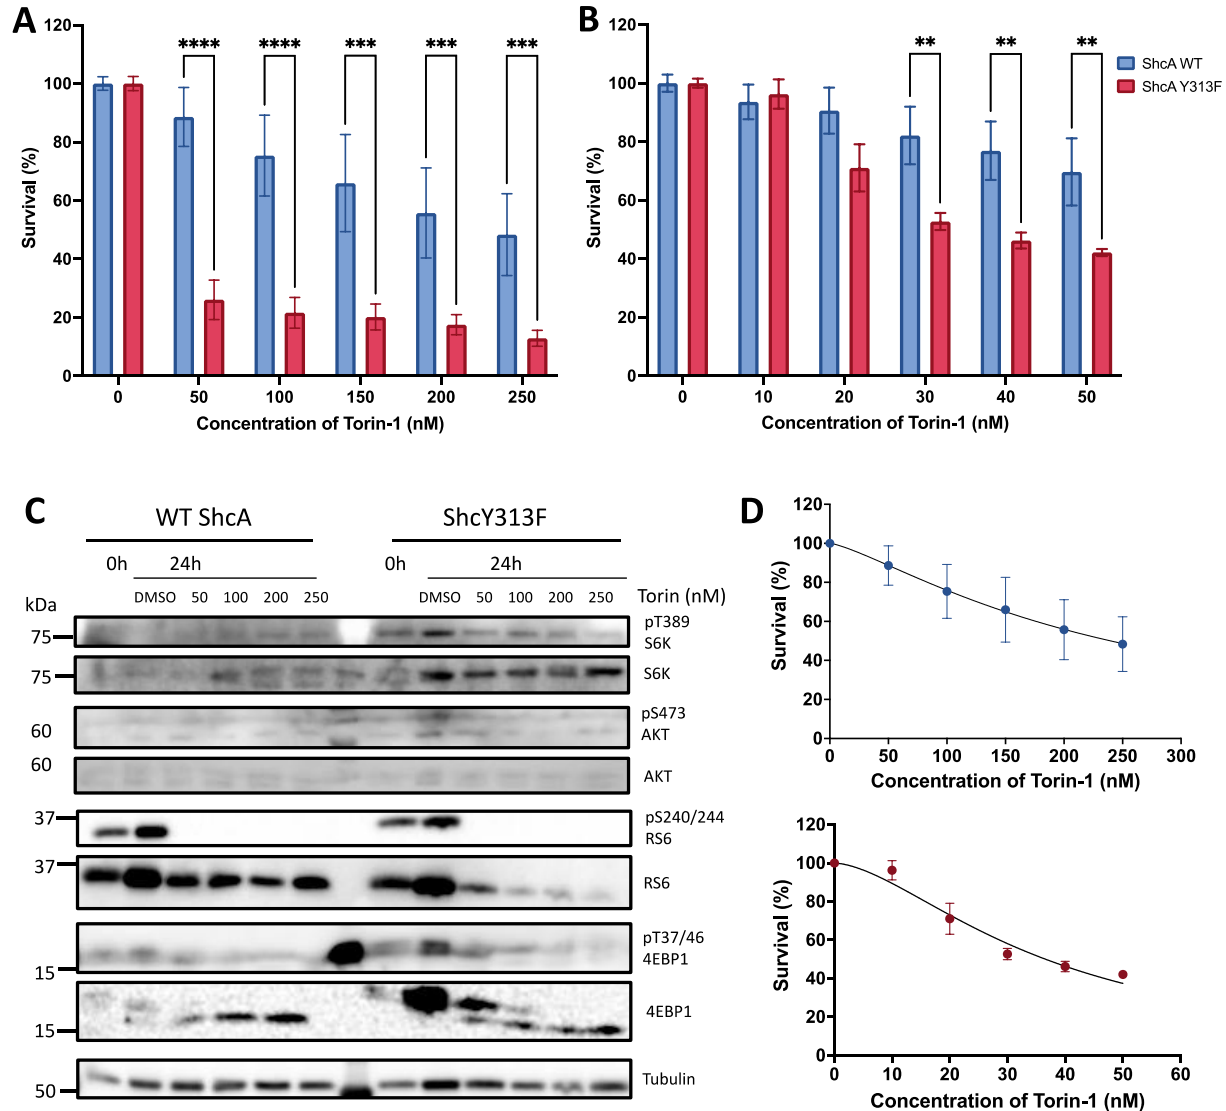 A
120
100
80
60
40
20
0
Survival (%)
**** **** *** *** ***
0 50 100 150 200 250
Concentration of Torin-1 (nM)
B
120
100
80
60
40
20
0
Survival (%)
** ** **
0 10 20 30 40 50
Concentration of Torin-1 (nM)
ShcA WT
ShcA Y313F
C
WT ShcA ShcY313F
0h 24h 0h 24h
kDa DMSO 50 100 200 250 DMSO 50 100 200 250 Torin (nM)
75 pT389
S6K
75 S6K
60 pS473
AKT
60 AKT
37 pS240/244
RS6
37 RS6
15 pT37/46
4EBP1
15 4EBP1
50 Tubulin
D
120
100
80
60
40
20
0
Survival (%)
0 50 100 150 200 250 300
Concentration of Torin-1 (nM)
120
100
80
60
40
20
0
Survival (%)
0 10 20 30 40 50 60
Concentration of Torin-1 (nM)